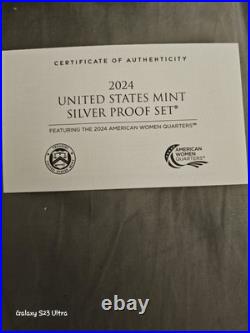 CERTIFICATE OF AUTHENTICITY
2024
UNITED STATES MINT
SILVER PROOF SET®
FEATURING THE 2024 AMERICAN WOMEN QUARTERS™
AMERICAN
WOMEN
QUARTERS
Galaxy S23 Ultra